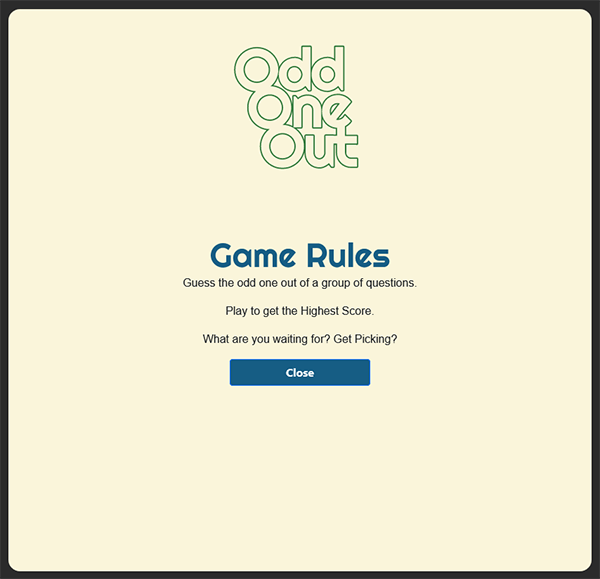 Odd
One
Out
Game Rules
Guess the odd one out of a group of questions.
Play to get the Highest Score.
What are you waiting for? Get Picking?
Close